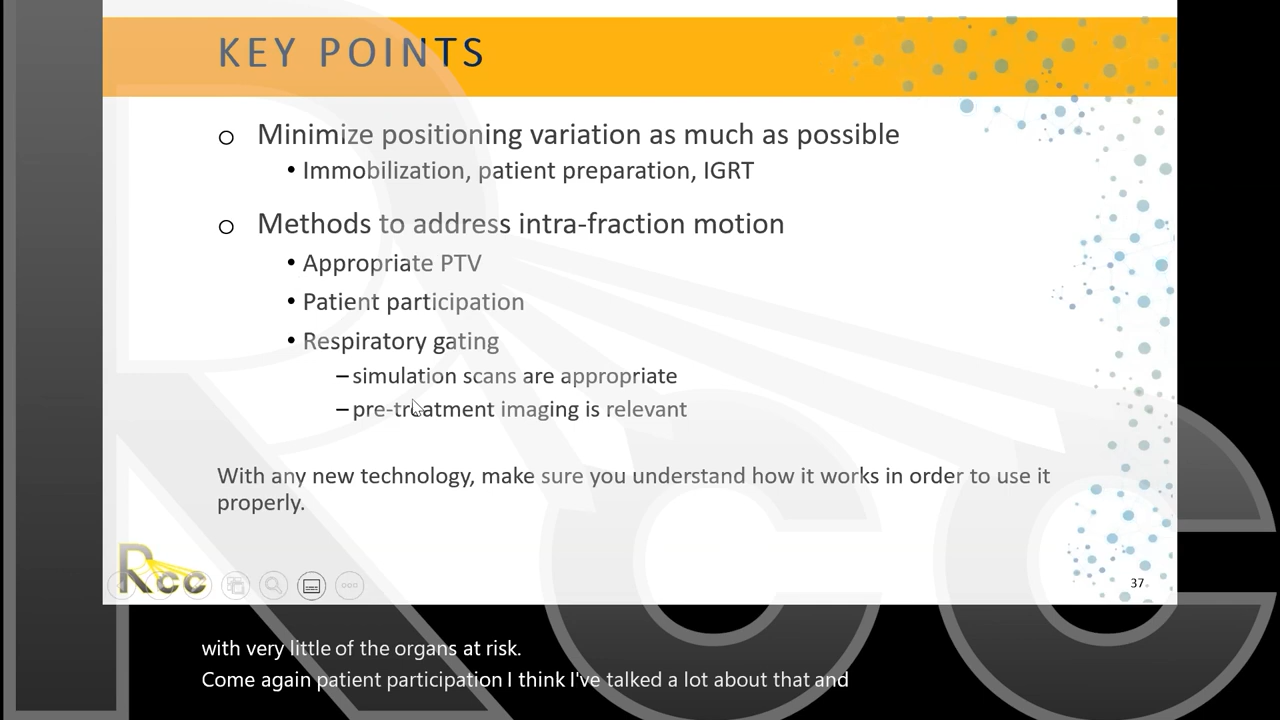 KEY POINTS
o Minimize positioning variation as much as possible
• Immobilization, patient preparation, IGRT
o Methods to address intra-fraction motion
• Appropriate PTV
• Patient participation
• Respiratory gating
– simulation scans are appropriate
– pre-treatment imaging is relevant
With any new technology, make sure you understand how it works in order to use it
properly.
Rcc
37
with very little of the organs at risk.
Come again patient participation I think I've talked a lot about that and
Rcc